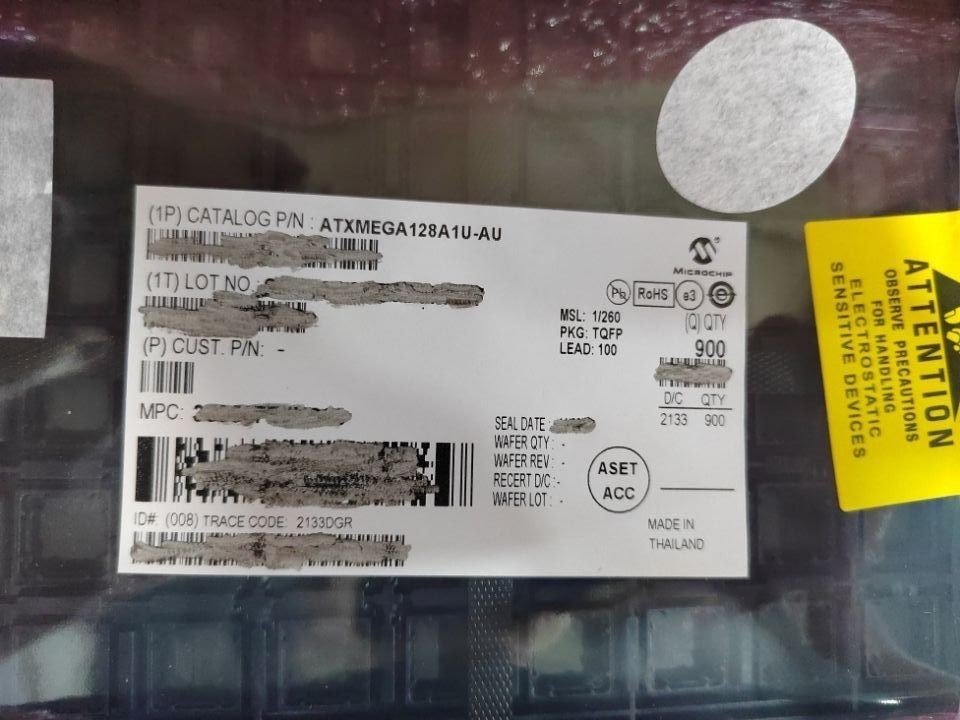 (1P) CATALOG P/N : ATXMEGA128A1U-AU
(1T) LOT NO.
(P) CUST. P/N: -
MPC:
ID#: (008) TRACE CODE: 2133DGR
MICROCHIP
Pb RoHS e3 e
MSL: 1/260
PKG: TQFP
LEAD: 100
(Q) QTY
900
D/C QTY
2133 900
SEAL DATE :
WAFER QTY : -
WAFER REV : -
RECERT D/C : -
WAFER LOT : -
ASET
ACC
MADE IN
THAILAND
ATTENTION
OBSERVE PRECAUTIONS
FOR HANDLING
ELECTROSTATIC
SENSITIVE DEVICES